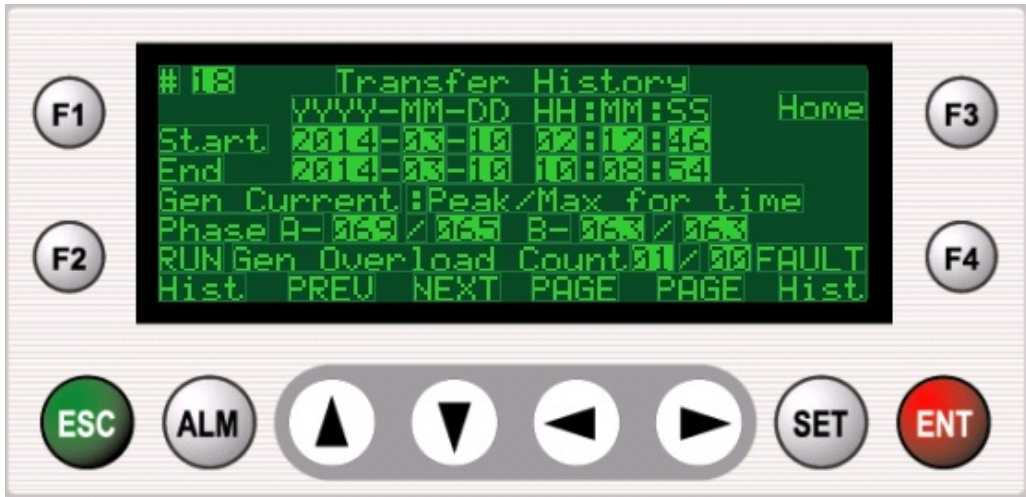 # 18 Transfer History
YYYY-MM-DD HH:MM:SS Home
Start 2014-03-10 02:12:46
End 2014-03-10 10:08:54
Gen Current :Peak/Max for time
Phase A- 069 / 065 B- 063 / 063
RUN Gen Overload Count 01 / 00 FAULT
Hist PREV NEXT PAGE PAGE Hist
F1
F2
F3
F4
ESC ALM SET ENT